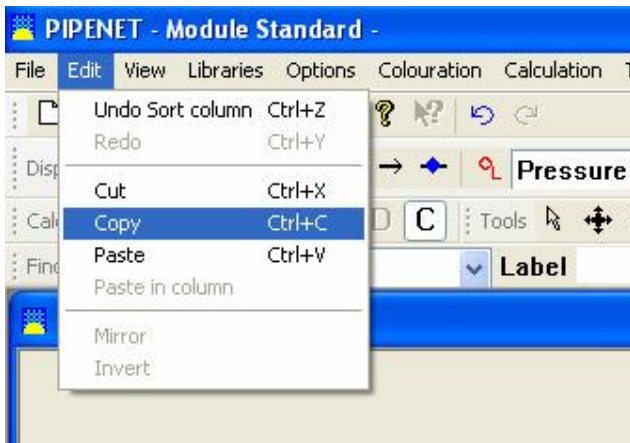 PIPENET - Module Standard -
File Edit View Libraries Options Colouration Calculation
Undo Sort column Ctrl+Z
Redo Ctrl+Y
Pressure
Cut Ctrl+X
Copy Ctrl+C
C Tools
Paste Ctrl+V
Label
Paste in column
Mirror
Invert